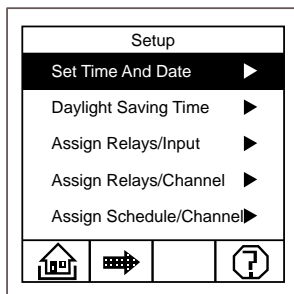 Setup
Set Time And Date
Daylight Saving Time
Assign Relays/Input
Assign Relays/Channel
Assign Schedule/Channel
?